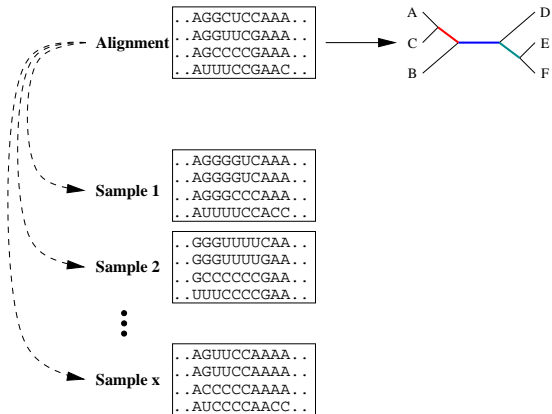 ..AGGCUCCAAA..
Alignment ..AGGUUCGAAA..
..AGCCCCGAAA..
..AUUUCCGAAC..
A
C
B
D
E
F
..AGGGGUCAAA..
..AGGGGUCAAA..
Sample 1 ..AGGGCCCAAA..
..AUUUUCCACC..
..GGGUUUUCAA..
..GGGUUUUGAA..
Sample 2 ..GCCCCCCGAA..
..UUUCCCCGAA..
..AGUUCCAAAA..
..AGUUCCAAAA..
Sample x ..ACCCCCAAAA..
..AUCCCCAACC..